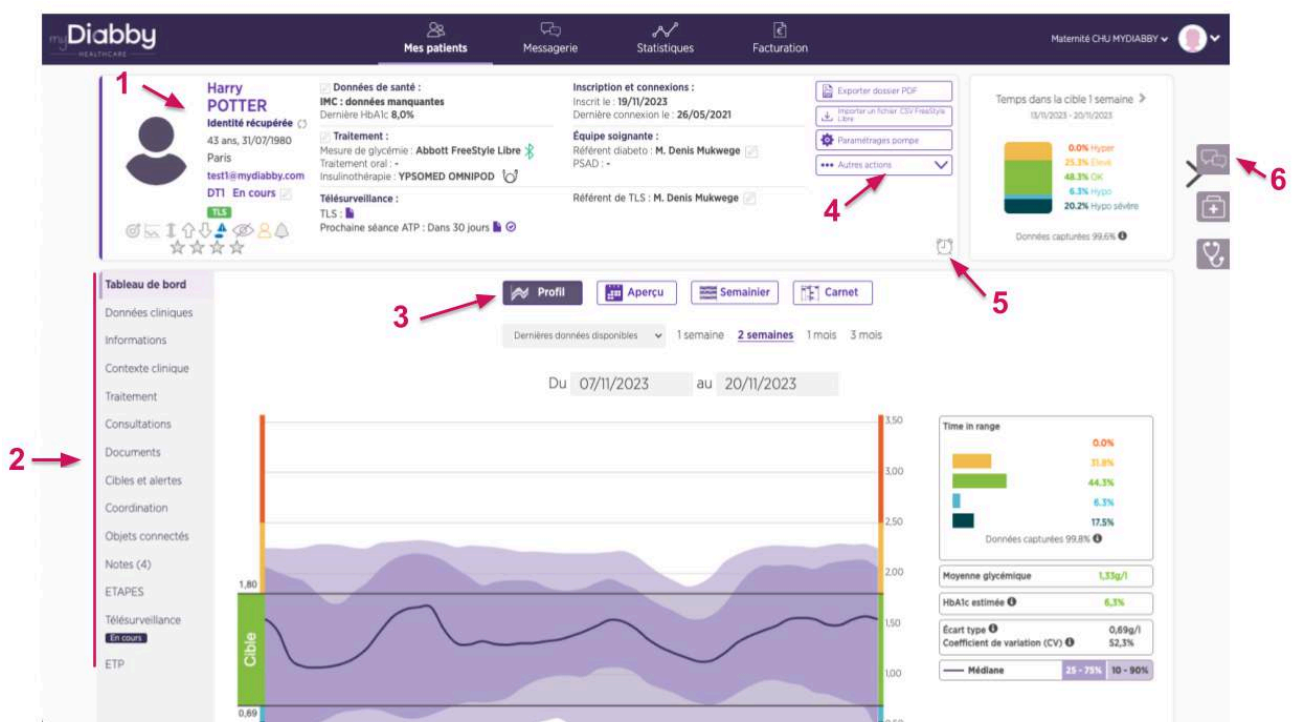 myDiabby
HEALTHCARE
Mes patients
Messagerie
Statistiques
Facturation
Maternité CHU MYDIABBY
1
Harry
POTTER
Identité récupérée
43 ans, 31/07/1980
Paris
test1@mydiabby.com
DT1 En cours
TLS
Données de santé :
IMC : données manquantes
Dernière HbA1c 8,0%
Traitement :
Mesure de glycémie : Abbott FreeStyle Libre
Traitement oral : -
Insulinothérapie : YPSOMED OMNIPOD
Télésurveillance :
TLS :
Prochaine séance ATP : Dans 30 jours
Inscription et connexions :
Inscrit le : 19/11/2023
Dernière connexion le : 26/05/2021
Équipe soignante :
Référent diabeto : M. Denis Mukwege
PSAD : -
Référent de TLS : M. Denis Mukwege
Exporter dossier PDF
Importer un fichier CSV FreeStyle
Libre
Paramétrages pompe
••• Autres actions
4
5
Temps dans la cible 1 semaine
13/11/2023 - 20/11/2023
0.0% Hyper
25.3% Elevé
48.3% OK
6.3% Hypo
20.2% Hypo sévère
Données capturées 99,6%
6
2
Tableau de bord
Données cliniques
Informations
Contexte clinique
Traitement
Consultations
Documents
Cibles et alertes
Coordination
Objets connectés
Notes (4)
ETAPES
Télésurveillance
En cours
ETP
3
Profil
Aperçu
Semainier
Carnet
Dernières données disponibles
1 semaine
2 semaines
1 mois
3 mois
Du 07/11/2023 au 20/11/2023
3,50
3,00
2,50
2,00
1,50
1,00
1,80
Cible
0,69
Time in range
0.0%
31.8%
44.3%
6.3%
17.5%
Données capturées 99.8%
Moyenne glycémique 1,33g/l
HbA1c estimée 6,3%
Écart type 0,69g/l
Coefficient de variation (CV) 52,3%
Médiane 25 - 75% 10 - 90%